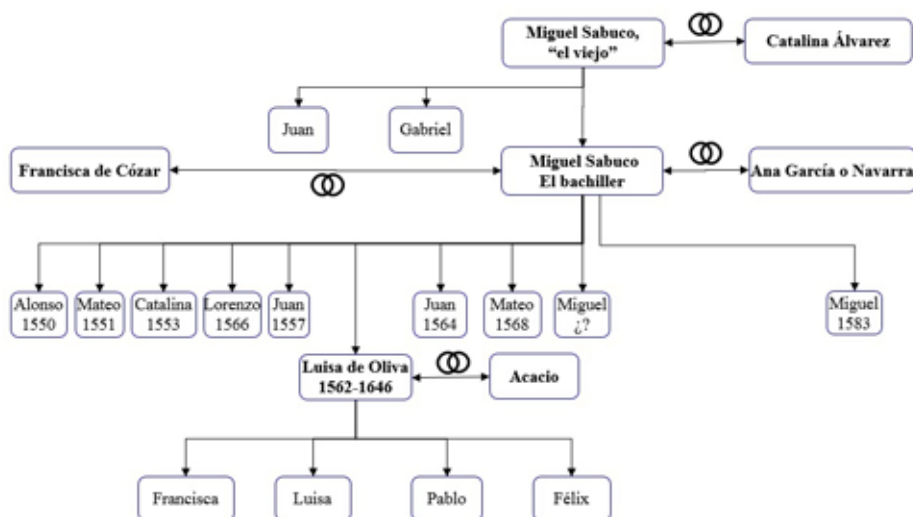 Miguel Sabuco,
“el viejo”
Catalina Álvarez
Juan
Gabriel
Francisca de Cózar
Miguel Sabuco
El bachiller
Ana García o Navarra
Alonso
1550
Mateo
1551
Catalina
1553
Lorenzo
1566
Juan
1557
Juan
1564
Mateo
1568
Miguel
¿?
Miguel
1583
Luisa de Oliva
1562-1646
Acacio
Francisca
Luisa
Pablo
Félix